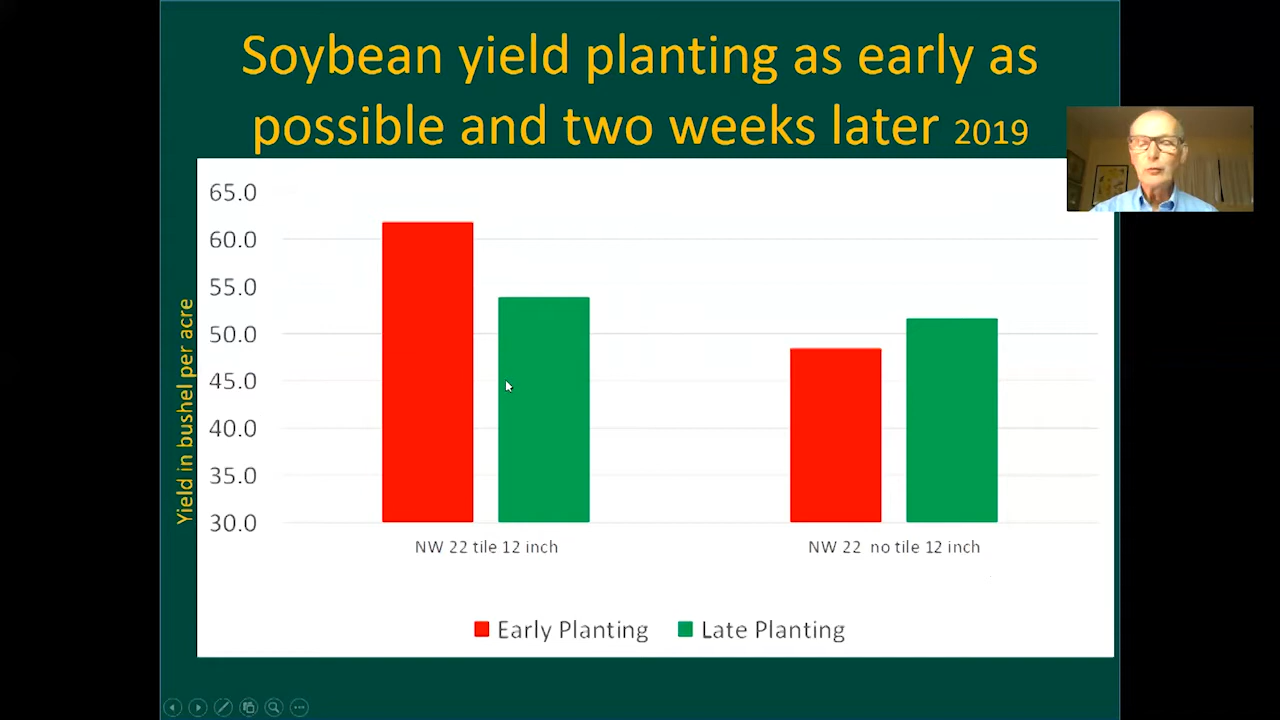 Soybean yield planting as early as
possible and two weeks later 2019
Yield in bushel per acre
65.0
60.0
55.0
50.0
45.0
40.0
35.0
30.0
NW 22 tile 12 inch
NW 22 no tile 12 inch
Early Planting
Late Planting